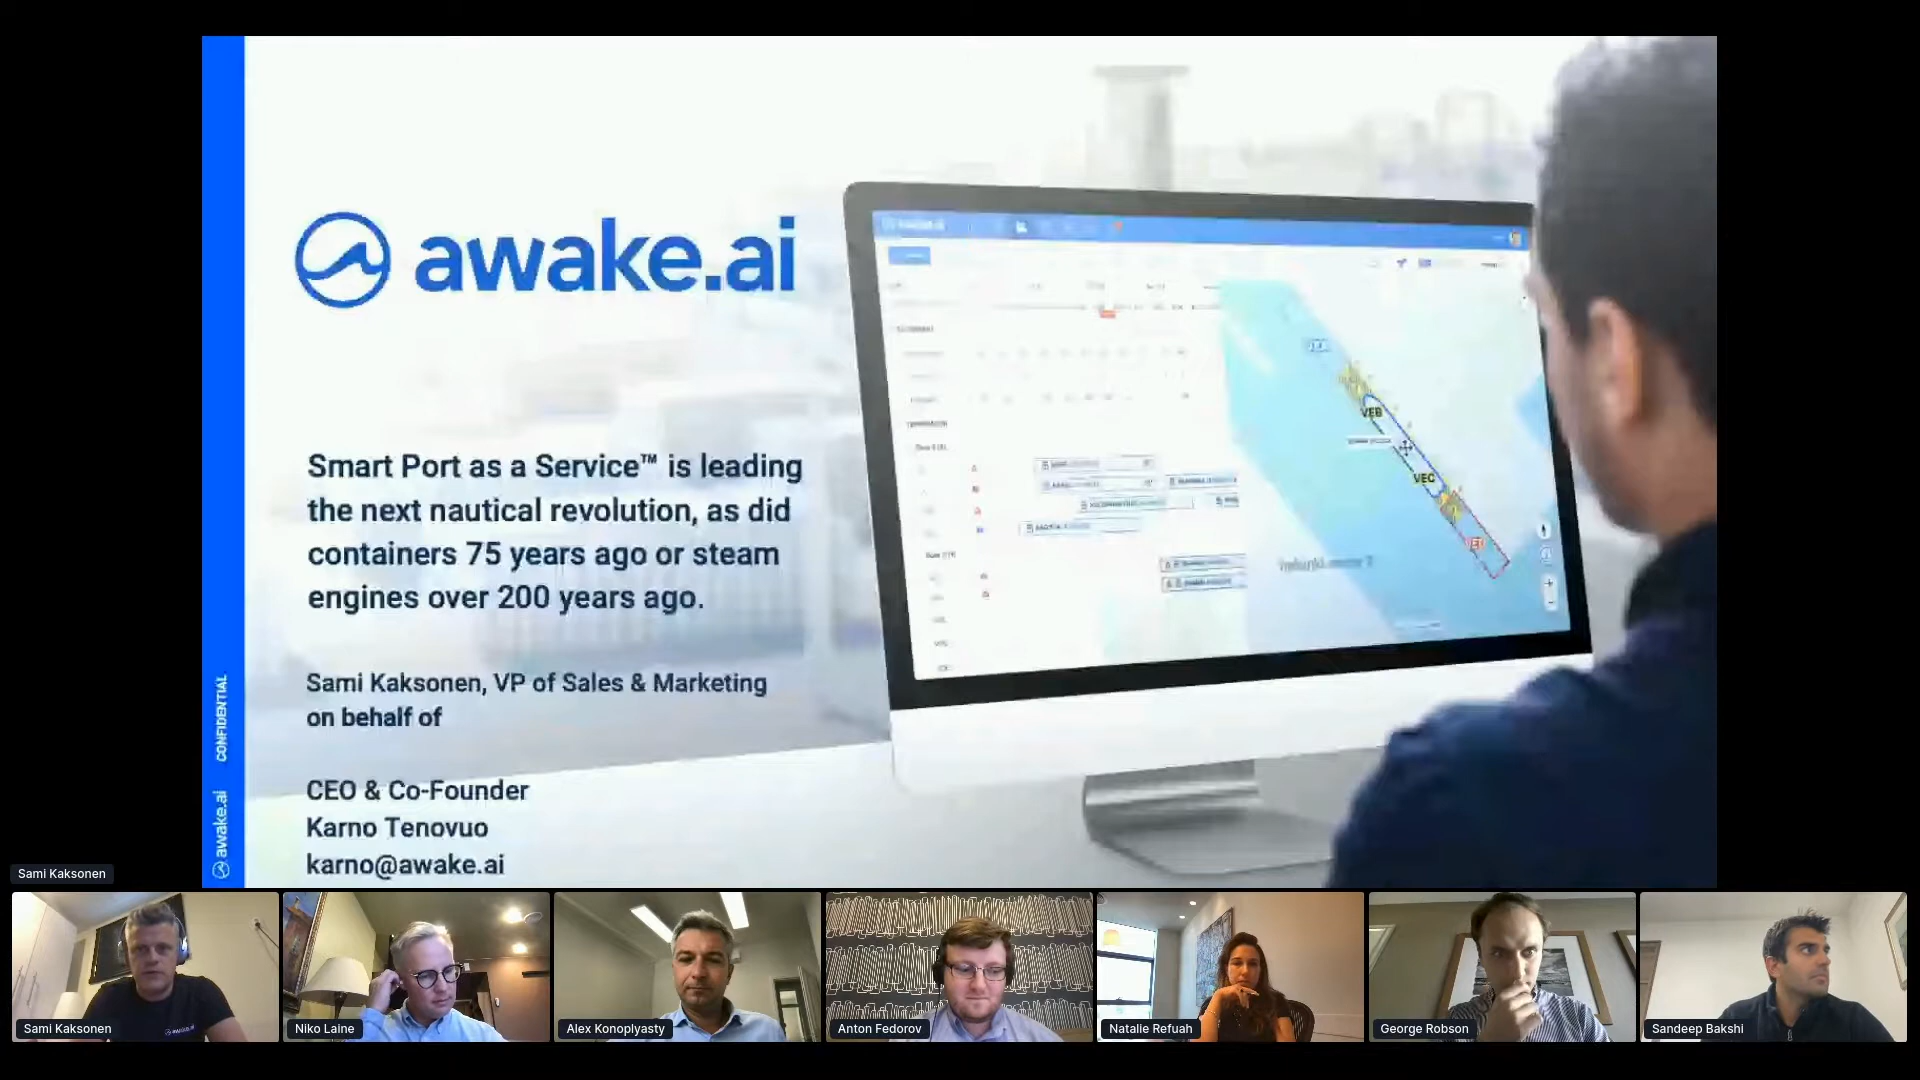 awake.ai
Smart Port as a Service™ is leading
the next nautical revolution, as did
containers 75 years ago or steam
engines over 200 years ago.
Sami Kaksonen, VP of Sales & Marketing
on behalf of
CEO & Co-Founder
Karno Tenovuo
karno@awake.ai
CONFIDENTIAL
awake.ai
VEB
VEC
Sami Kaksonen
Sami Kaksonen
Niko Laine
Alex Konoplyasty
Anton Fedorov
Natalie Refuah
George Robson
Sandeep Bakshi
awake.ai